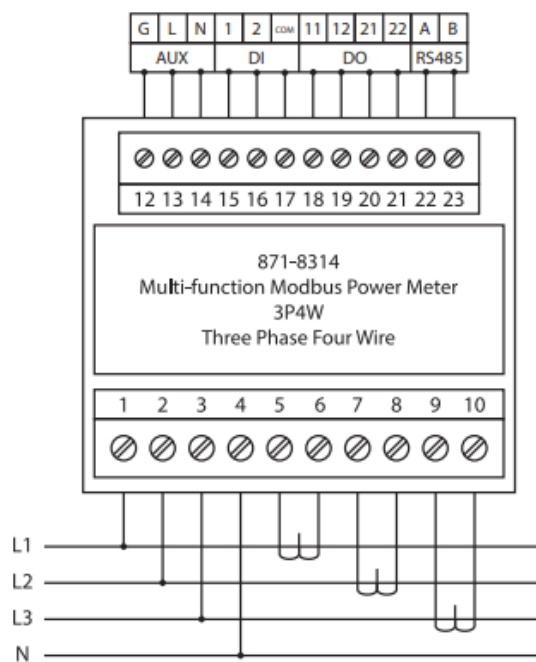 G L N 1 2 COM 11 12 21 22 A B
AUX DI DO RS485
12 13 14 15 16 17 18 19 20 21 22 23
871-8314
Multi-function Modbus Power Meter
3P4W
Three Phase Four Wire
1 2 3 4 5 6 7 8 9 10
L1
L2
L3
N